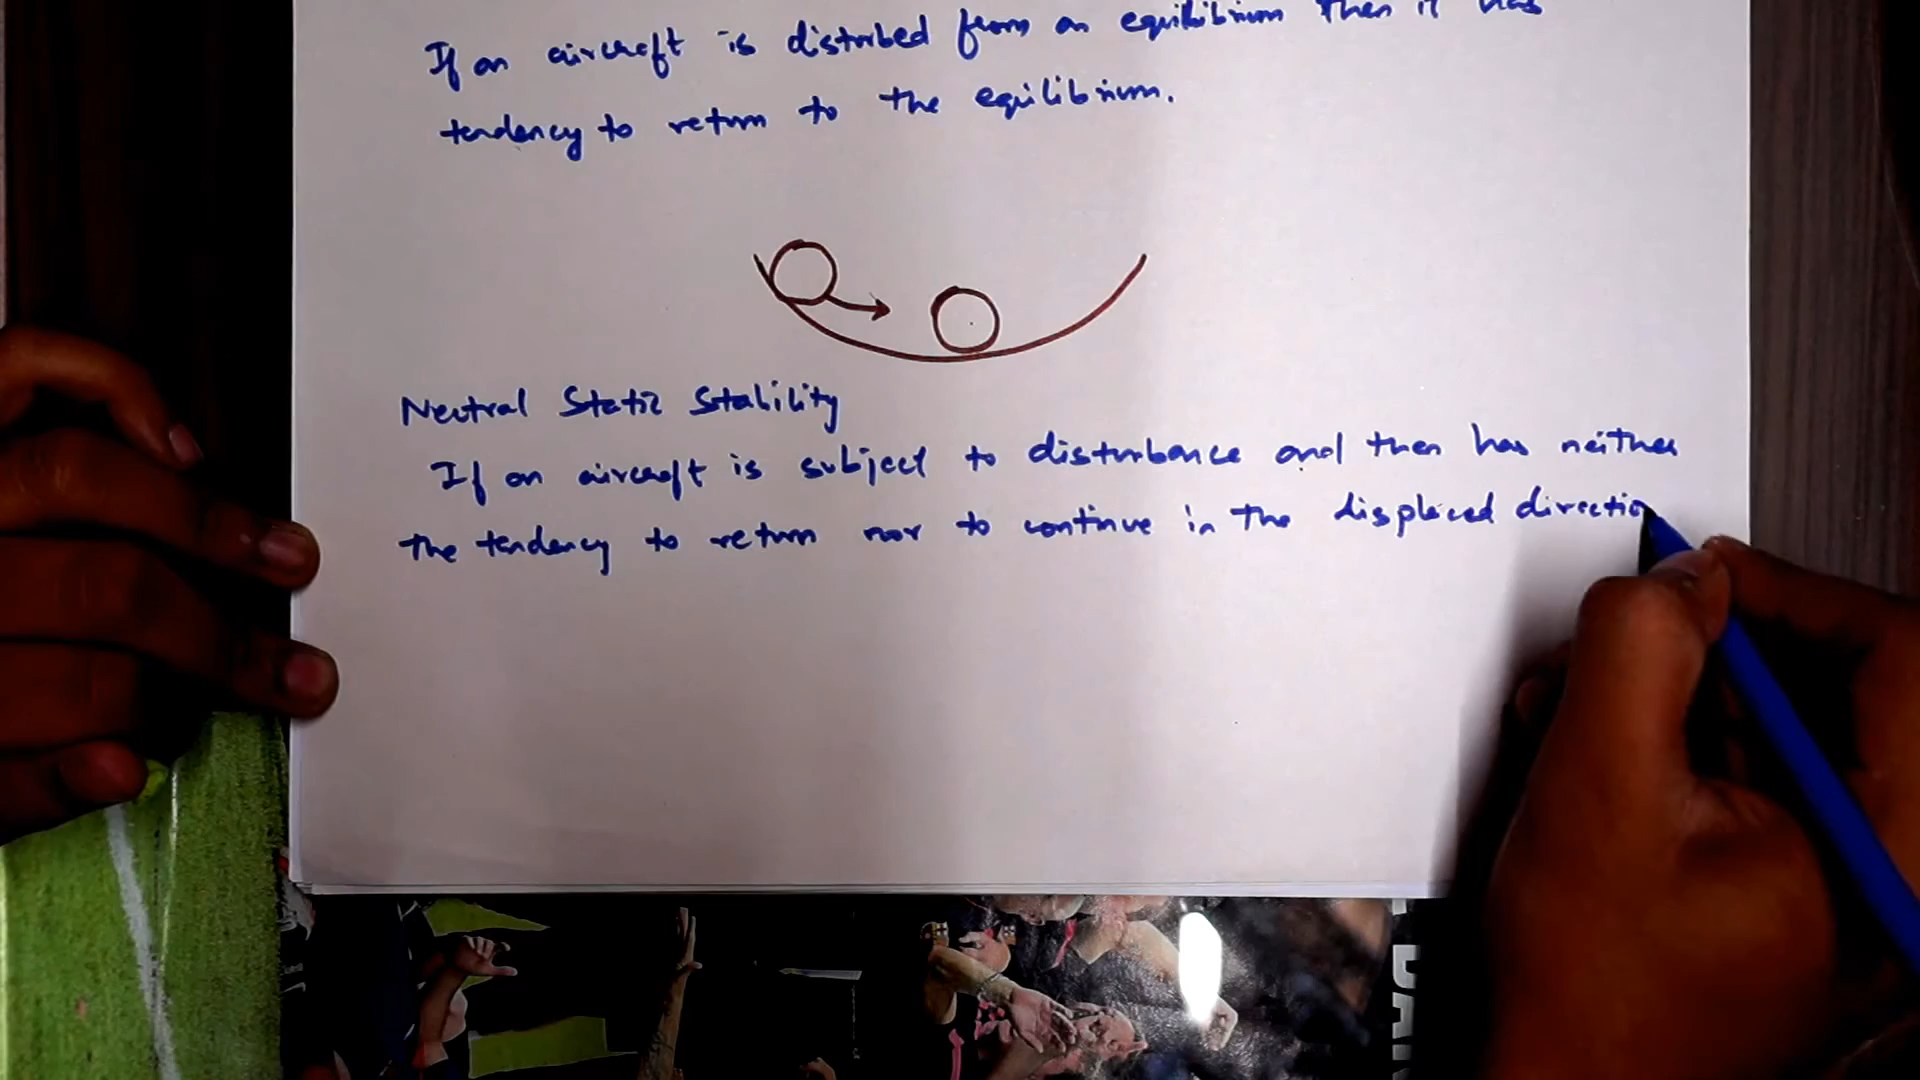 If an aircraft is distorbed from an equilibrium then it has
tendency to return to the equilibrium.
Neutral Static Stability
If an aircraft is subject to disturbance and then has neither
the tendency to return nor to continue in the displaced directio